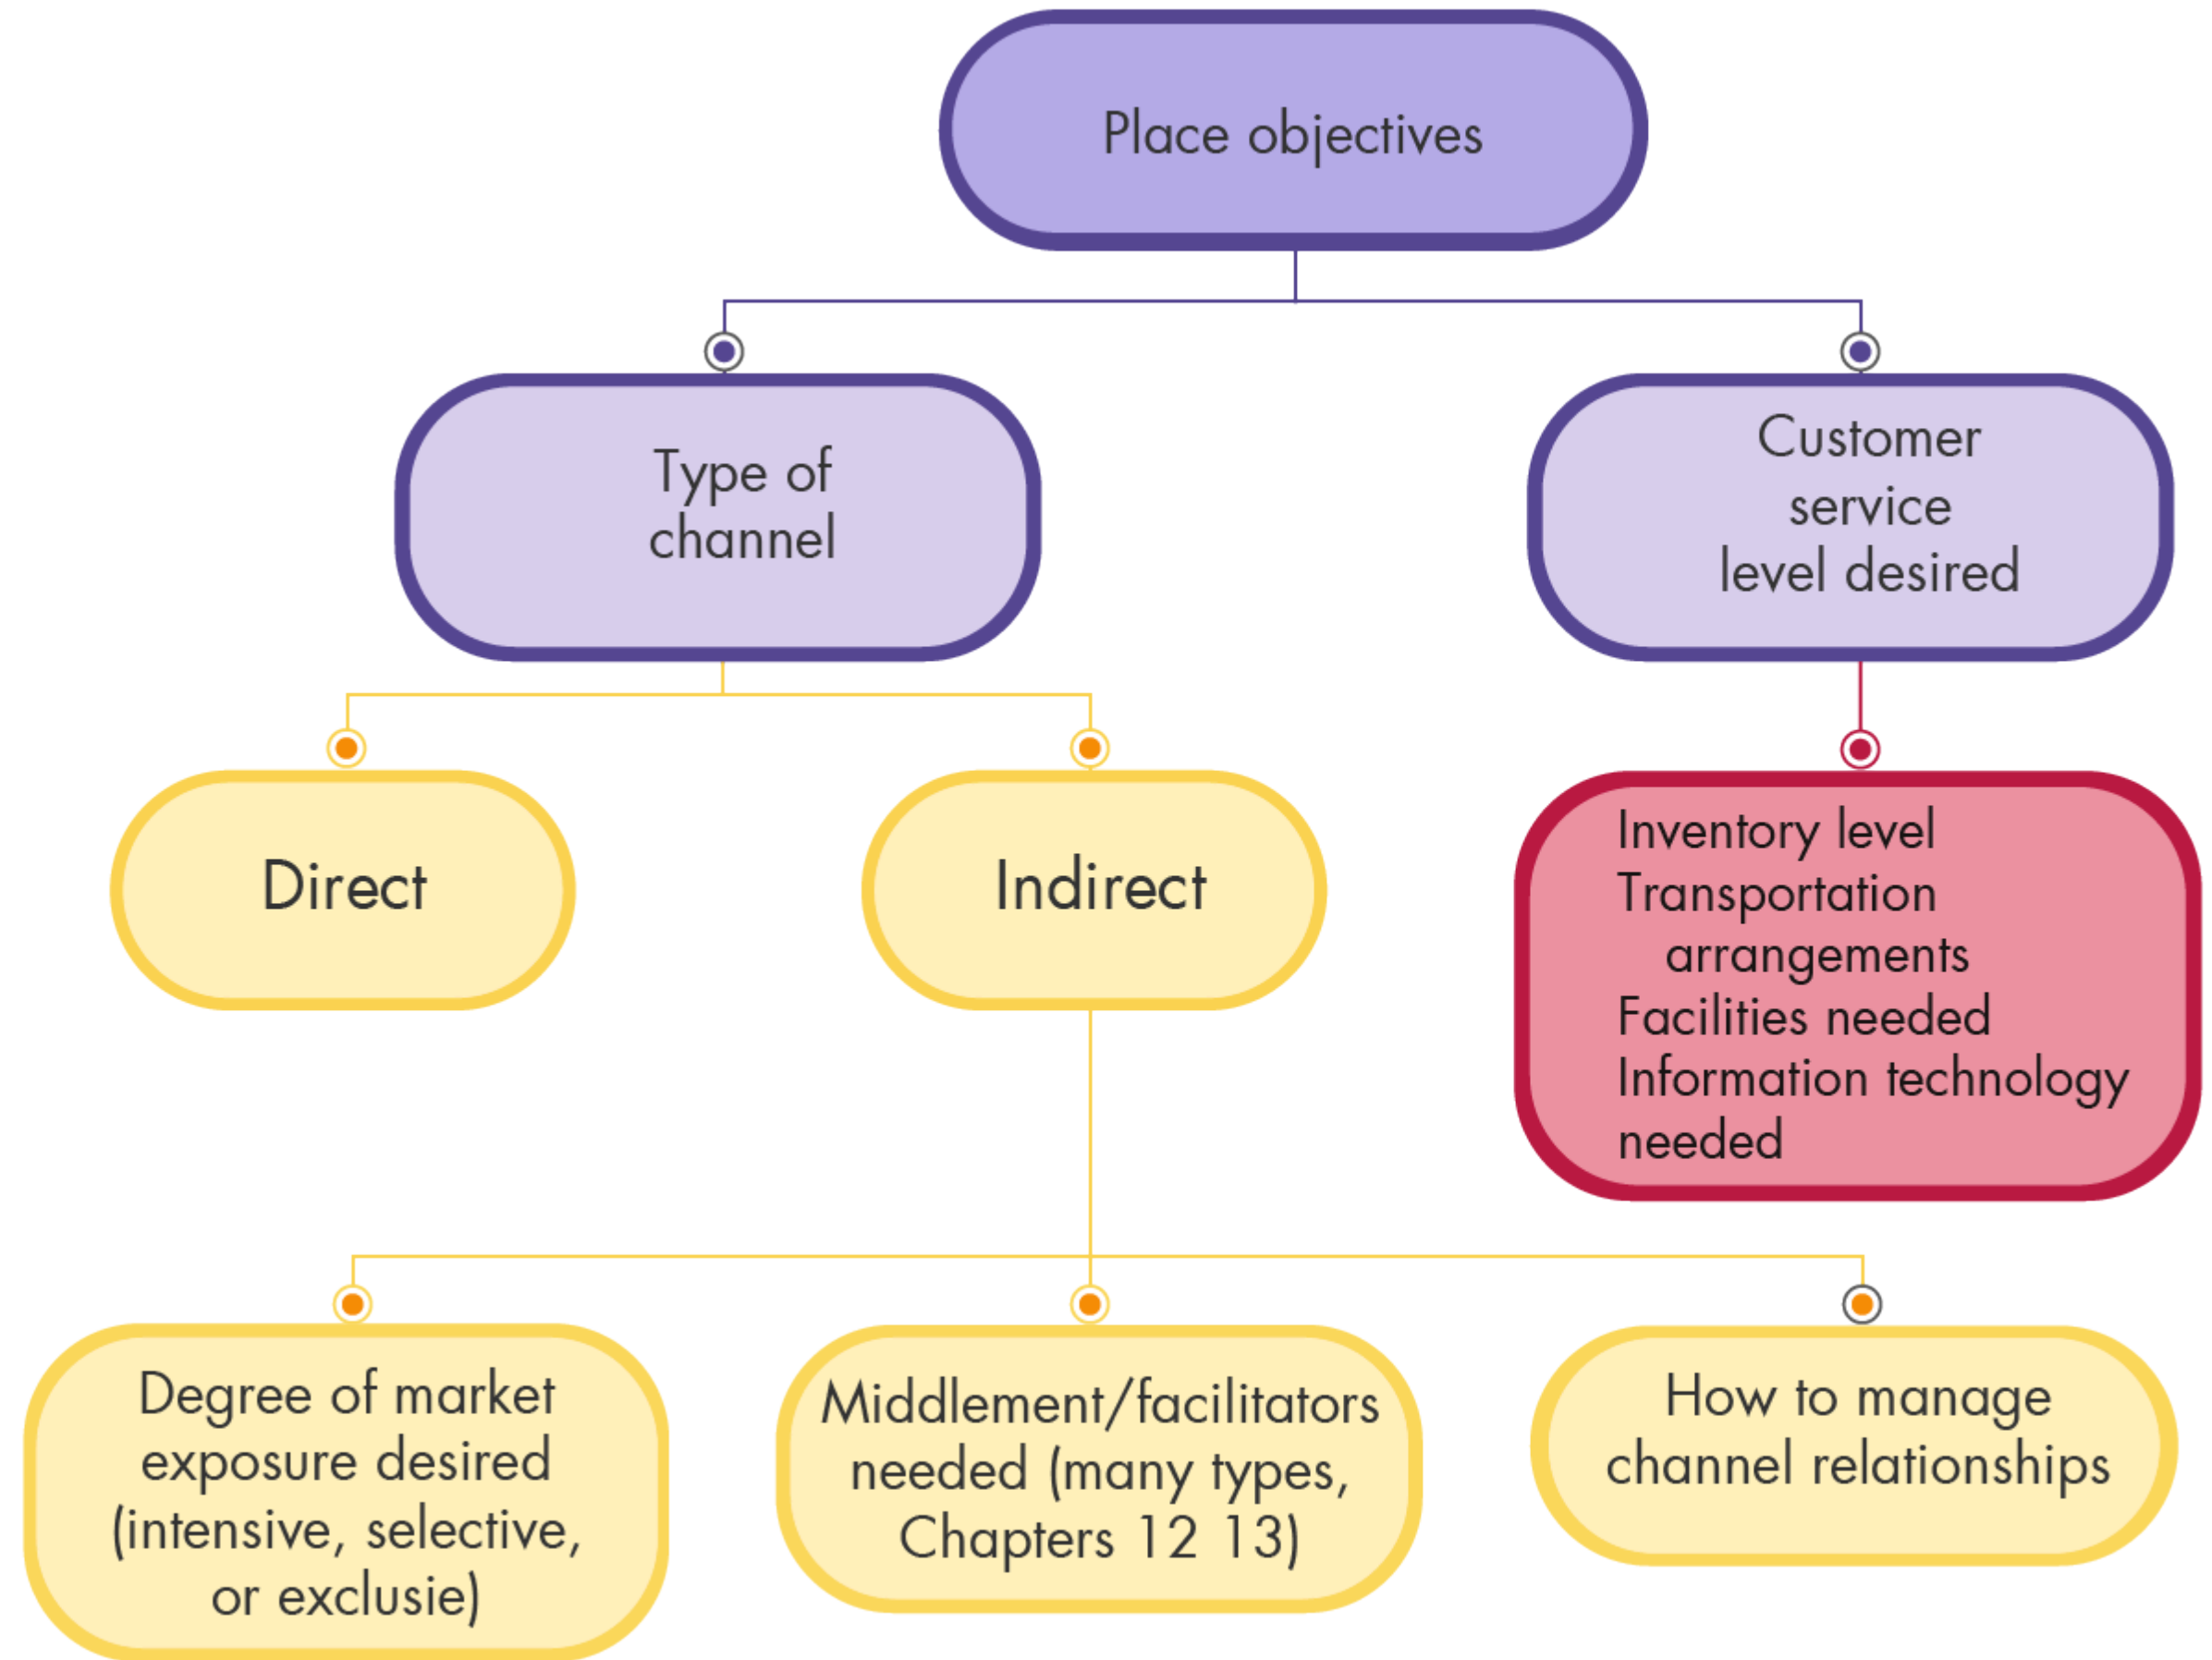 Place objectives
Type of
channel
Customer
service
level desired
Direct
Indirect
Inventory level
Transportation
arrangements
Facilities needed
Information technology
needed
Degree of market
exposure desired
(intensive, selective,
or exclusie)
Middlement/facilitators
needed (many types,
Chapters 12 13)
How to manage
channel relationships